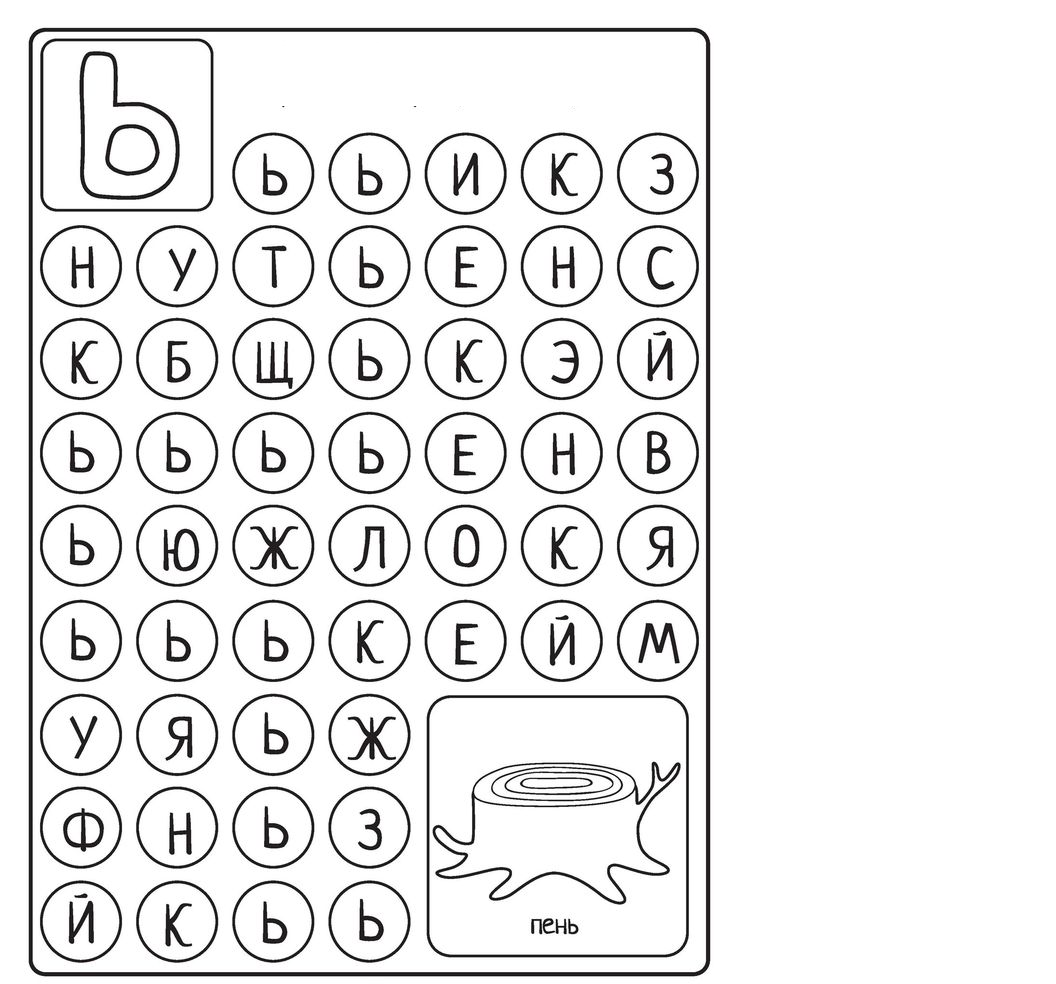 Ь
Ь Ь И К З
Н У Т Ь Е Н С
К Б Щ Ь К Э Й
Ь Ь Ь Ь Е Н В
Ь Ю Ж Л О К Я
Ь Ь Ь К Е Й М
У Я Ь Ж
Ф Н Ь З
Й К Ь Ь
пень